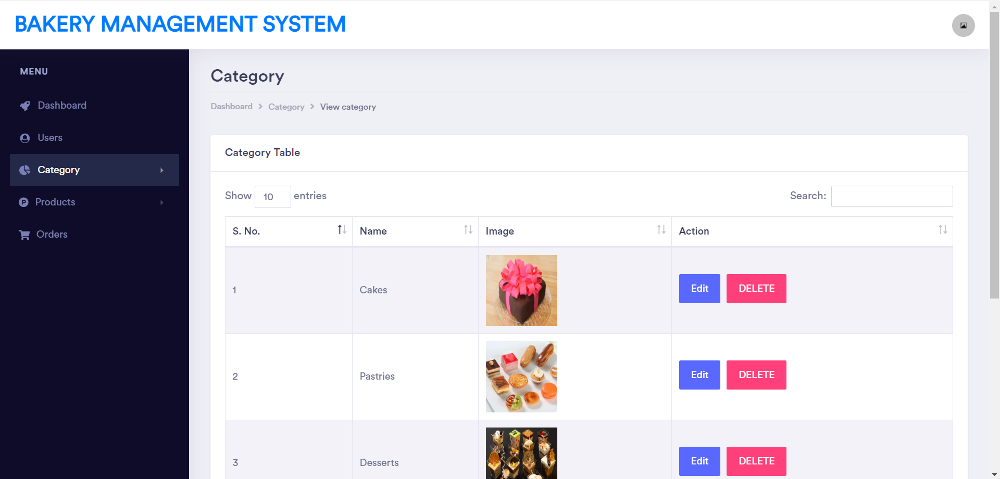 BAKERY MANAGEMENT SYSTEM
MENU
Dashboard
Users
Category
Products
Orders
Category
Dashboard > Category > View category
Category Table
Show 10 entries
Search:
S. No. Name Image Action
1 Cakes Edit DELETE
2 Pastries Edit DELETE
3 Desserts Edit DELETE